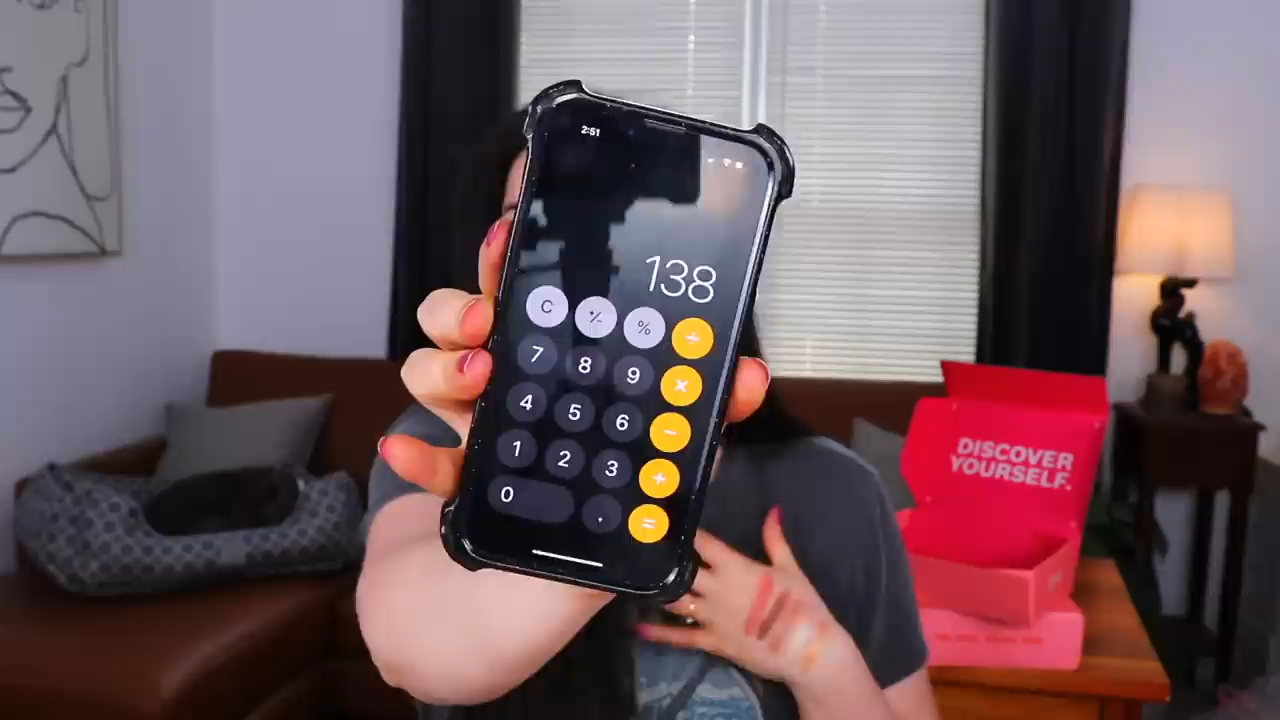 2:51
138
C +/- % ÷
7 8 9 ×
4 5 6 −
1 2 3 +
0 . =
DISCOVER
YOURSELF.